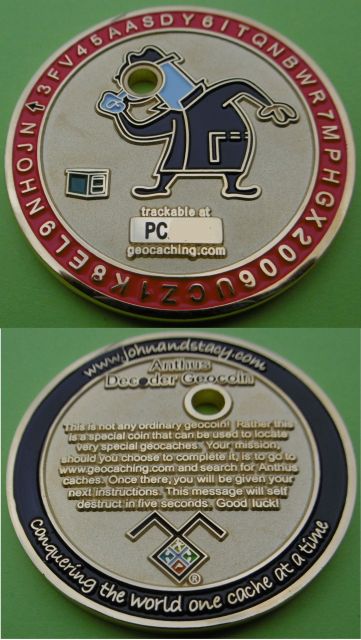 ↑3FV45AASDY6ITQNBWR7MPHGX2006UCZ1K8EL9NHOJN
trackable at
PC
geocaching.com
www.johnandstacy.com
Anthus
Decoder Geocoin
This is not any ordinary geocoin! Rather this
is a special coin that can be used to locate
very special geocaches. Your mission,
should you choose to complete it, is to go to
www.geocaching.com and search for Anthus
caches. Once there, you will be given your
next instructions. This message will self
destruct in five seconds. Good luck!
®
Conquering the world one cache at a time